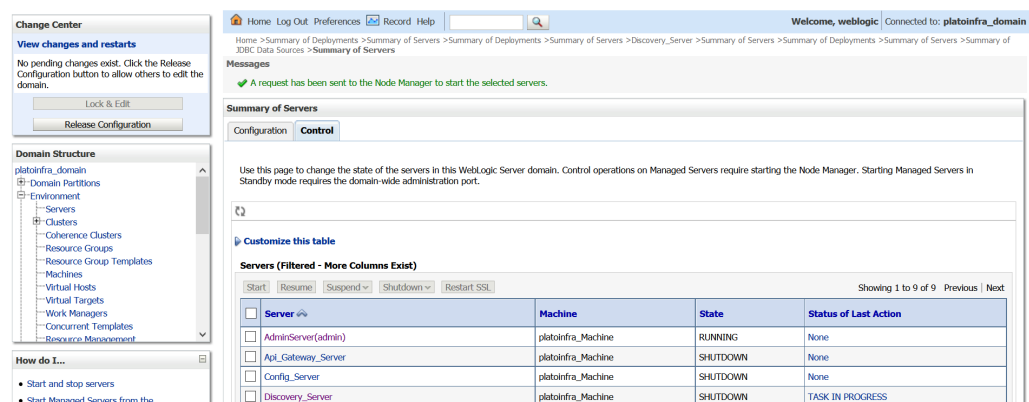 Change Center
View changes and restarts
No pending changes exist. Click the Release
Configuration button to allow others to edit the
domain.
Lock & Edit
Release Configuration
Domain Structure
platoinfra_domain
Domain Partitions
Environment
Servers
Clusters
Coherence Clusters
Resource Groups
Resource Group Templates
Machines
Virtual Hosts
Virtual Targets
Work Managers
Concurrent Templates
Resource Management
How do I...
Start and stop servers
Start Managed Servers from the
Home Log Out Preferences Record Help
Welcome, weblogic Connected to: platoinfra_domain
Home >Summary of Deployments >Summary of Servers >Summary of Deployments >Summary of Servers >Discovery_Server >Summary of Servers >Summary of Deployments >Summary of Servers >Summary of
JDBC Data Sources >Summary of Servers
Messages
A request has been sent to the Node Manager to start the selected servers.
Summary of Servers
Configuration Control
Use this page to change the state of the servers in this WebLogic Server domain. Control operations on Managed Servers require starting the Node Manager. Starting Managed Servers in
Standby mode requires the domain-wide administration port.
Customize this table
Servers (Filtered - More Columns Exist)
Start Resume Suspend Shutdown Restart SSL Showing 1 to 9 of 9 Previous | Next
Server Machine State Status of Last Action
AdminServer(admin) platoinfra_Machine RUNNING None
Api_Gateway_Server platoinfra_Machine SHUTDOWN None
Config_Server platoinfra_Machine SHUTDOWN None
Discovery_Server platoinfra_Machine SHUTDOWN TASK IN PROGRESS